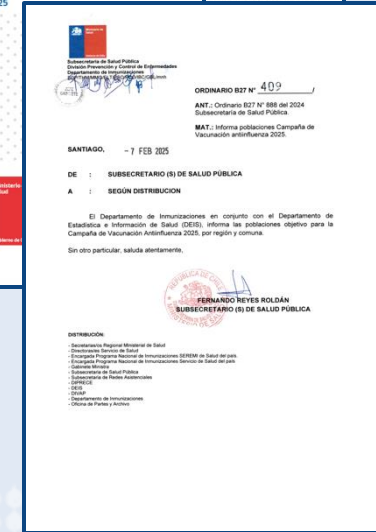 25
Subsecretaría de Salud Pública
División Prevención y Control de Enfermedades
Departamento de Inmunizaciones
ORDINARIO B27 N° 409 /
ANT.: Ordinario B27 N° 888 del 2024
Subsecretaría de Salud Pública.
MAT.: Informa poblaciones Campaña de
Vacunación antiinfluenza 2025.
SANTIAGO, - 7 FEB 2025
DE : SUBSECRETARIO (S) DE SALUD PÚBLICA
A : SEGÚN DISTRIBUCION
El Departamento de Inmunizaciones en conjunto con el Departamento de
Estadística e Información de Salud (DEIS), informa las poblaciones objetivo para la
Campaña de Vacunación Antiinfluenza 2025, por región y comuna.
Sin otro particular, saluda atentamente,
FERNANDO REYES ROLDÁN
SUBSECRETARIO (S) DE SALUD PÚBLICA
DISTRIBUCIÓN:
- Secretarías/os Regional Ministerial de Salud
- Directoras/es Servicio de Salud
- Encargada Programa Nacional de Inmunizaciones SEREMI de Salud del país.
- Encargada Programa Nacional de Inmunizaciones Servicio de Salud del país
- Gabinete Ministra
- Subsecretaría de Salud Pública
- Subsecretaría de Redes Asistenciales
- DIPRECE
- DEIS
- DIVAP
- Departamento de Inmunizaciones
- Oficina de Partes y Archivo